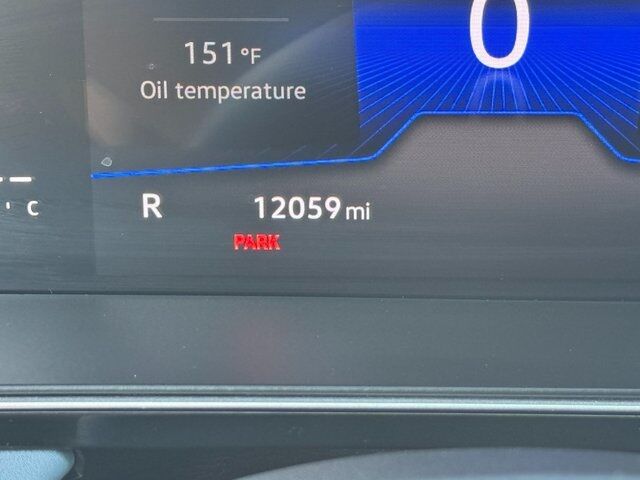 0
151 °F
Oil temperature
C
R 12059 mi
PARK